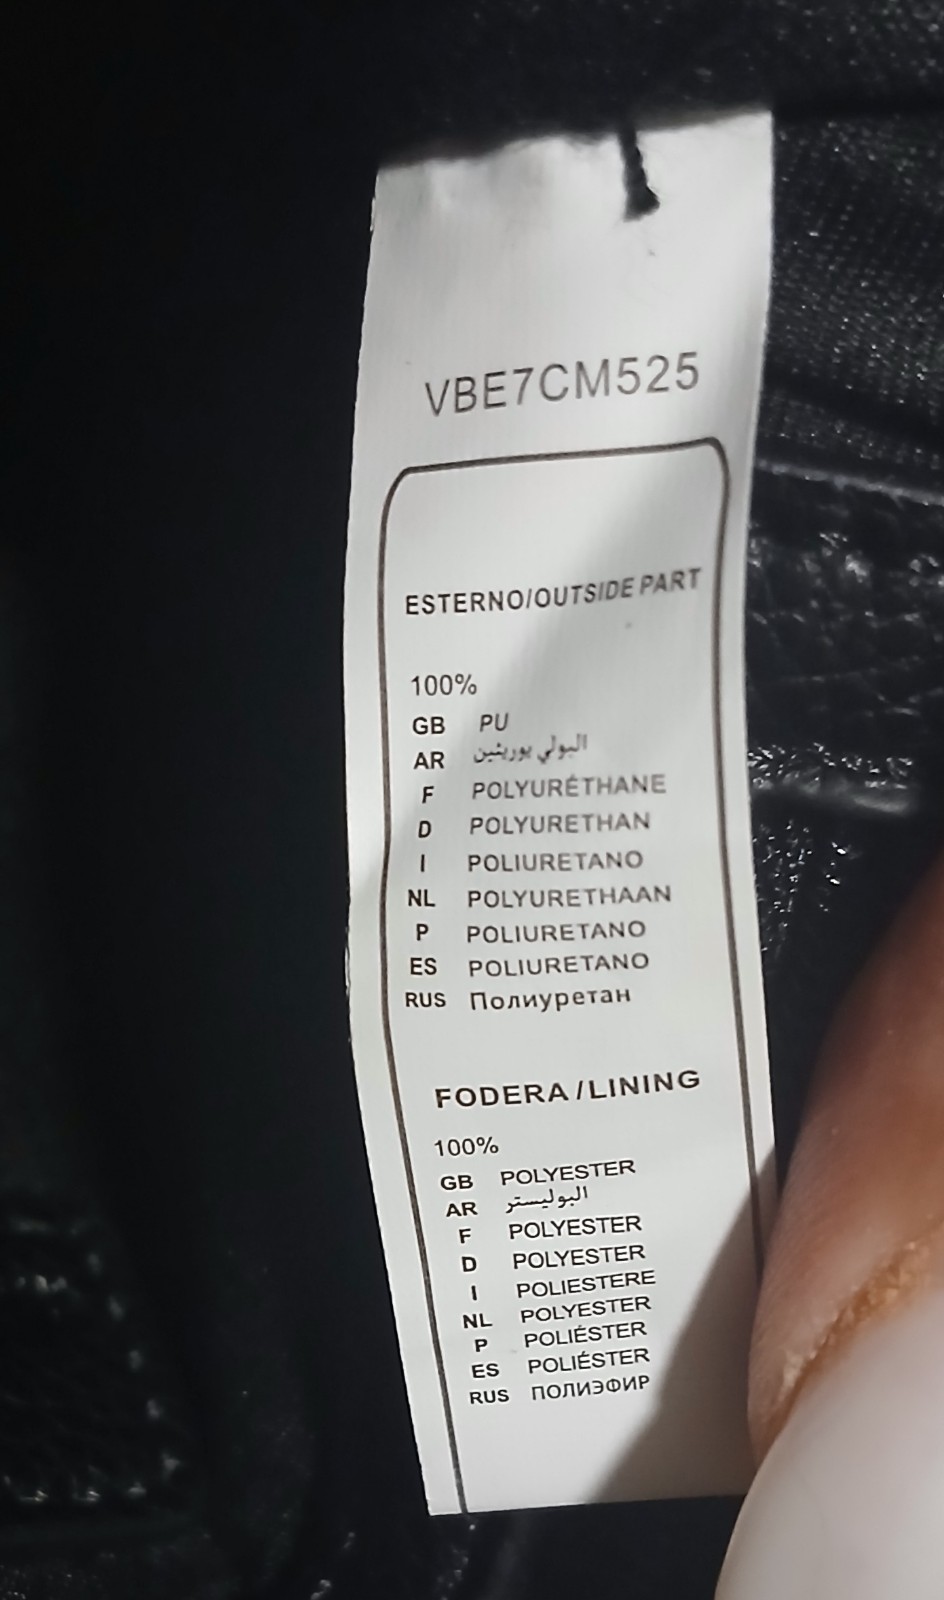 VBE7CM525
ESTERNO/OUTSIDE PART
100%
GB PU
AR البولي يوريثين
F POLYURÉTHANE
D POLYURETHAN
I POLIURETANO
NL POLYURETHAAN
P POLIURETANO
ES POLIURETANO
RUS Полиуретан
FODERA/LINING
100%
GB POLYESTER
AR البوليستر
F POLYESTER
D POLYESTER
I POLIESTERE
NL POLYESTER
P POLIÉSTER
ES POLIÉSTER
RUS ПОЛИЭФИР